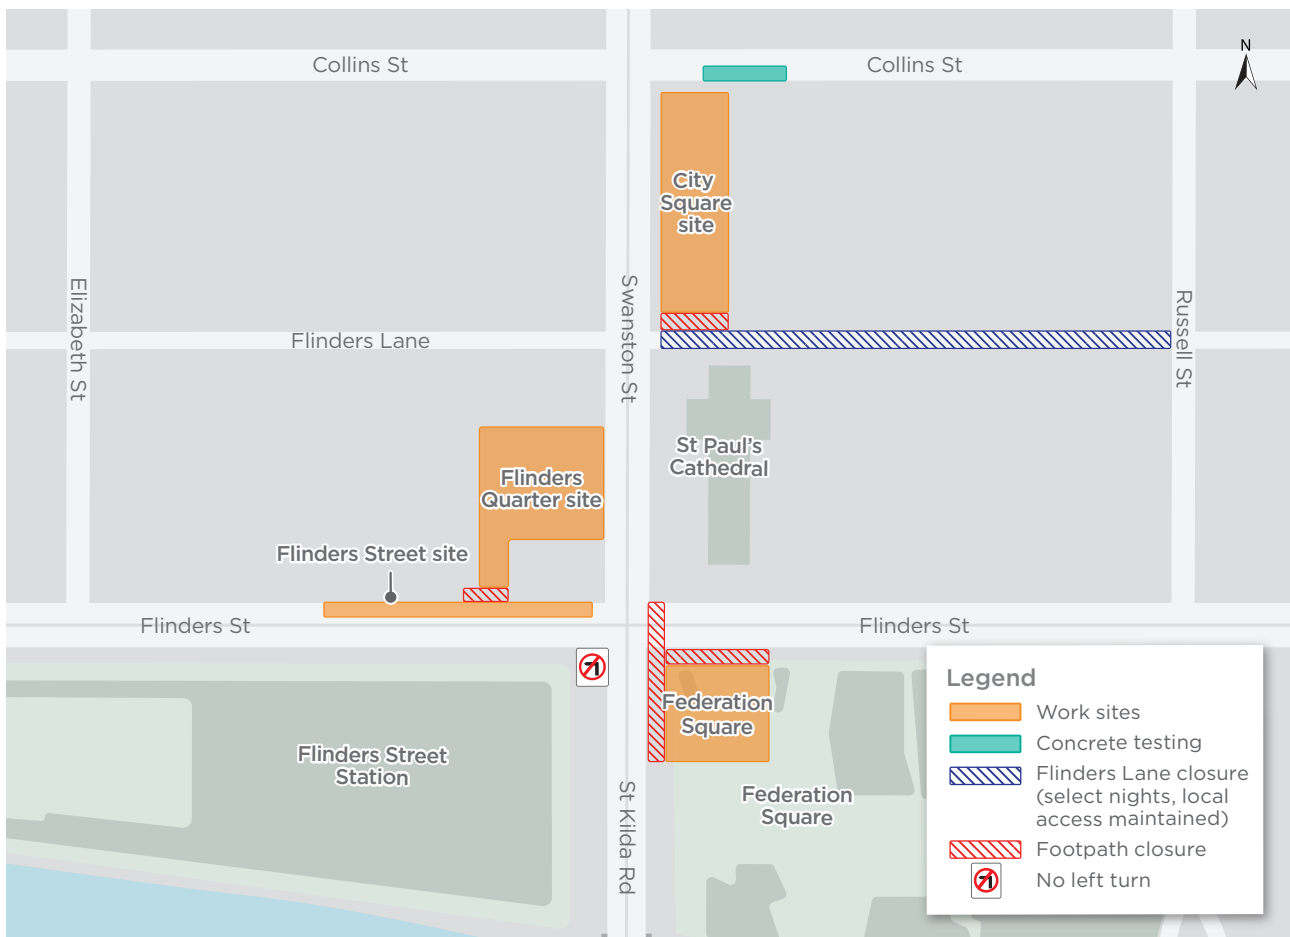 Collins St
Collins St
N
City
Square
site
Elizabeth St
Flinders Lane
Swanston St
Russell St
St Paul's
Cathedral
Flinders
Quarter site
Flinders Street site
Flinders St
Flinders St
Federation
Square
Flinders Street
Station
St Kilda Rd
Federation
Square
Legend
Work sites
Concrete testing
Flinders Lane closure
(select nights, local
access maintained)
Footpath closure
No left turn